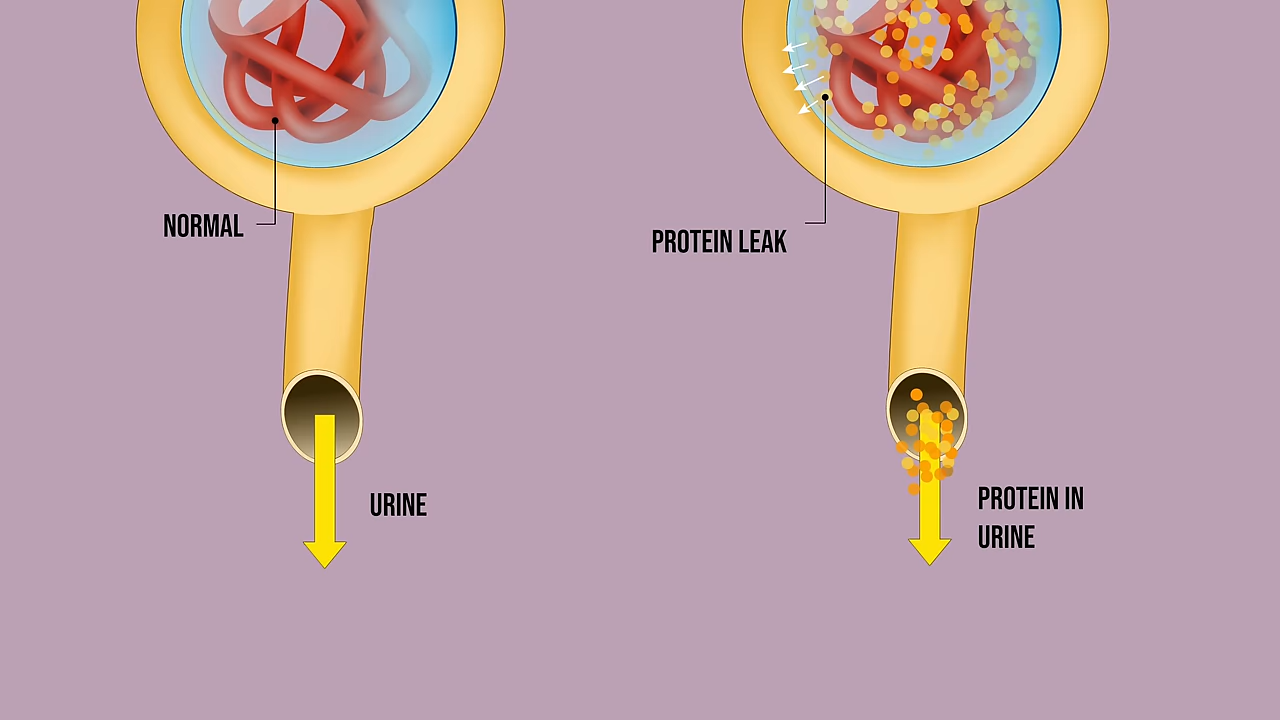 NORMAL
PROTEIN LEAK
URINE
PROTEIN IN
URINE